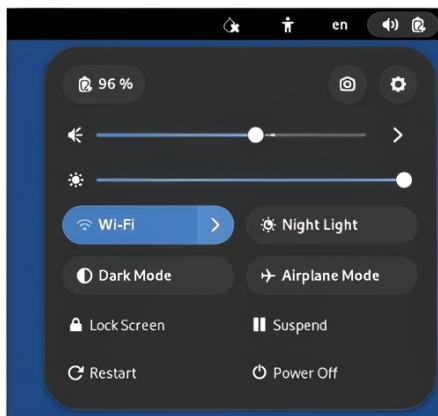 en
96 %
Wi-Fi
Night Light
Dark Mode
Airplane Mode
Lock Screen
Suspend
Restart
Power Off